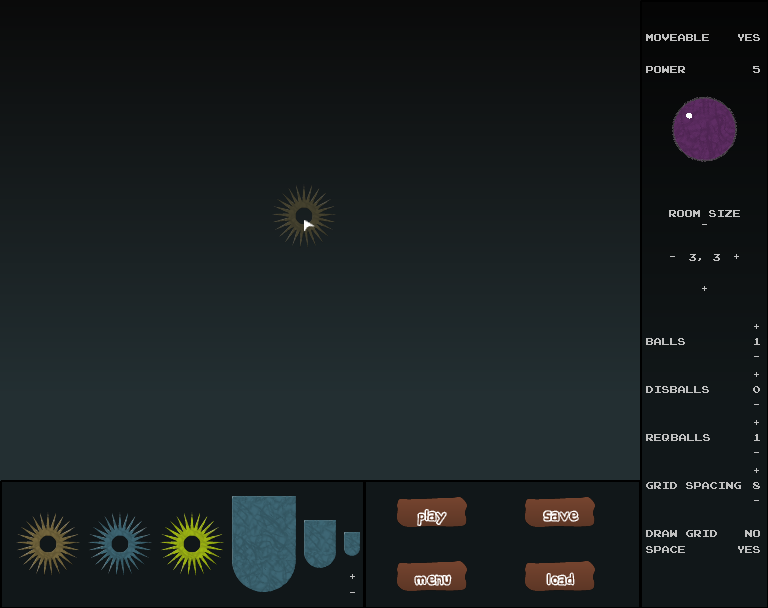 MOVEABLE YES
POWER 5
ROOM SIZE
-
- 3, 3 +
+
+
BALLS 1
-
+
DISBALLS 0
-
+
REQBALLS 1
-
+
GRID SPACING 8
-
DRAW GRID NO
SPACE YES
+
-
play save
menu load